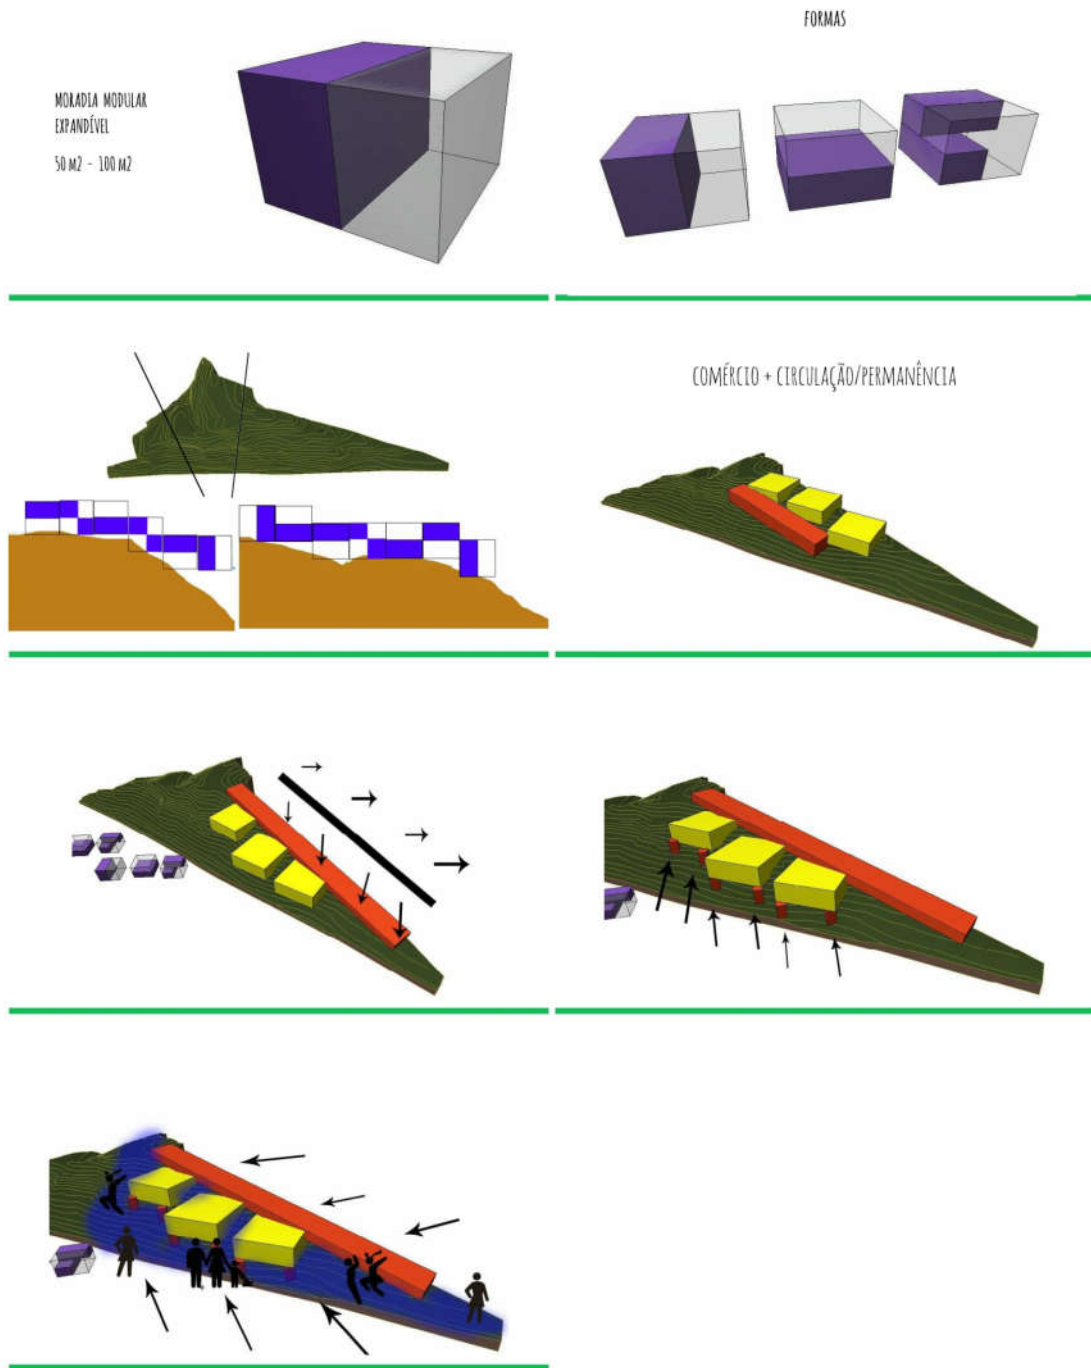 MORADIA MODULAR
EXPANDÍVEL
50 M2 - 100 M2
FORMAS
COMÉRCIO + CIRCULAÇÃO/PERMANÊNCIA